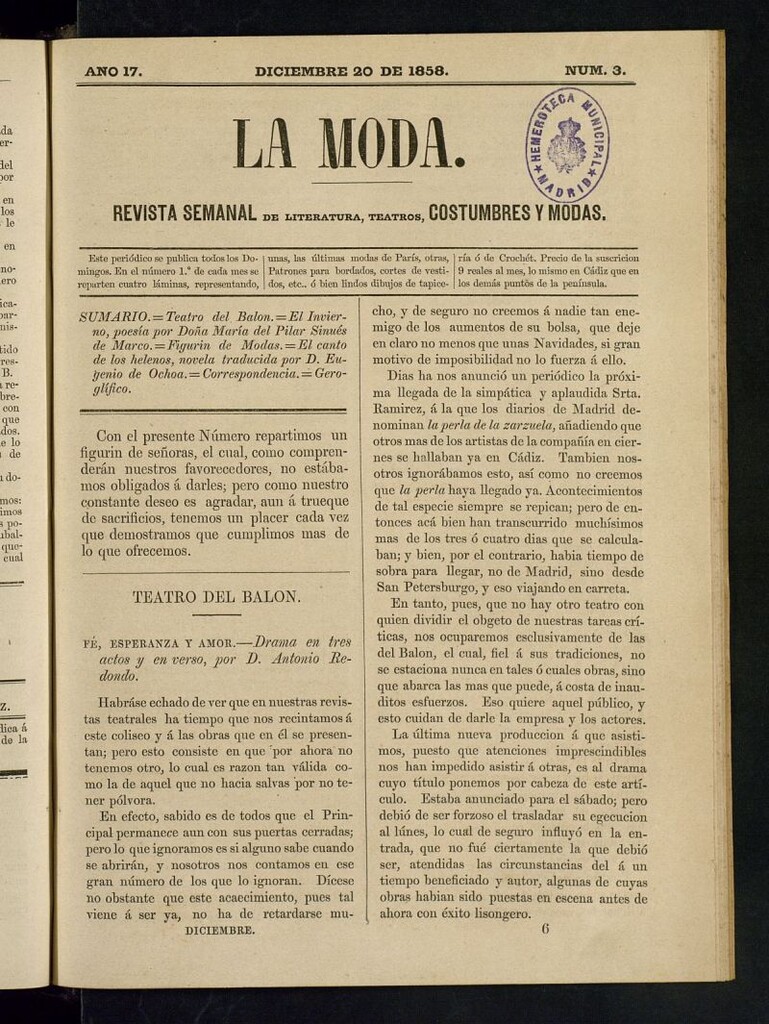 AÑO 17. DICIEMBRE 20 DE 1858. NUM. 3.
LA MODA.
HEMEROTECA MUNICIPAL
★ MADRID ★
REVISTA SEMANAL DE LITERATURA, TEATROS, COSTUMBRES Y MODAS.
Este periódico se publica todos los Do-
mingos. En el número 1.° de cada mes se
reparten cuatro láminas, representando,
unas, las últimas modas de París, otras,
Patrones para bordados, cortes de vesti-
dos, etc.. ó bien lindos dibujos de tapice-
ría ó de Crochét. Precio de la suscricion
9 reales al mes, lo mismo en Cádiz que en
los demás puntos de la península.
SUMARIO.=Teatro del Balon.=El Invier-
no, poesía por Doña María del Pilar Sinués
de Marco.=Figurin de Modas.=El canto
de los helenos, novela traducida por D. Eu-
genio de Ochoa.=Correspondencia.=Gero-
glífico.
Con el presente Número repartimos un
figurin de señoras, el cual, como compren-
derán nuestros favorecedores, no estába-
mos obligados á darles; pero como nuestro
constante deseo es agradar, aun á trueque
de sacrificios, tenemos un placer cada vez
que demostramos que cumplimos mas de
lo que ofrecemos.
TEATRO DEL BALON.
FÉ, ESPERANZA Y AMOR.—Drama en tres
actos y en verso, por D. Antonio Re-
dondo.
Habráse echado de ver que en nuestras revis-
tas teatrales ha tiempo que nos recintamos á
este coliseo y á las obras que en él se presen-
tan; pero esto consiste en que por ahora no
tenemos otro, lo cual es razon tan válida co-
mo la de aquel que no hacia salvas por no te-
ner pólvora.
En efecto, sabido es de todos que el Prin-
cipal permanece aun con sus puertas cerradas;
pero lo que ignoramos es si alguno sabe cuando
se abrirán, y nosotros nos contamos en ese
gran número de los que lo ignoran. Dícese
no obstante que este acaecimiento, pues tal
viene á ser ya, no ha de retardarse mu-
DICIEMBRE.
cho, y de seguro no creemos á nadie tan ene-
migo de los aumentos de su bolsa, que deje
en claro no menos que unas Navidades, si gran
motivo de imposibilidad no lo fuerza á ello.
Dias ha nos anunció un periódico la próxi-
ma llegada de la simpática y aplaudida Srta.
Ramirez, á la que los diarios de Madrid de-
nominan la perla de la zarzuela, añadiendo que
otros mas de los artistas de la compañía en cier-
nes se hallaban ya en Cádiz. Tambien nos-
otros ignorábamos esto, así como no creemos
que la perla haya llegado ya. Acontecimientos
de tal especie siempre se repican; pero de en-
tonces acá bien han transcurrido muchísimos
mas de los tres ó cuatro dias que se calcula-
ban; y bien, por el contrario, habia tiempo de
sobra para llegar, no de Madrid, sino desde
San Petersburgo, y eso viajando en carreta.
En tanto, pues, que no hay otro teatro con
quien dividir el obgeto de nuestras tareas crí-
ticas, nos ocuparemos esclusivamente de las
del Balon, el cual, fiel á sus tradiciones, no
se estaciona nunca en tales ó cuales obras, sino
que abarca las mas que puede, á costa de inau-
ditos esfuerzos. Eso quiere aquel público, y
esto cuidan de darle la empresa y los actores.
La última nueva produccion á que asisti-
mos, puesto que atenciones imprescindibles
nos han impedido asistir á otras, es al drama
cuyo título ponemos por cabeza de este artí-
culo. Estaba anunciado para el sábado; pero
debió de ser forzoso el trasladar su egecucion
al lúnes, lo cual de seguro influyó en la en-
trada, que no fué ciertamente la que debió
ser, atendidas las circunstancias del á un
tiempo beneficiado y autor, algunas de cuyas
obras habian sido puestas en escena antes de
ahora con éxito lisongero.
6